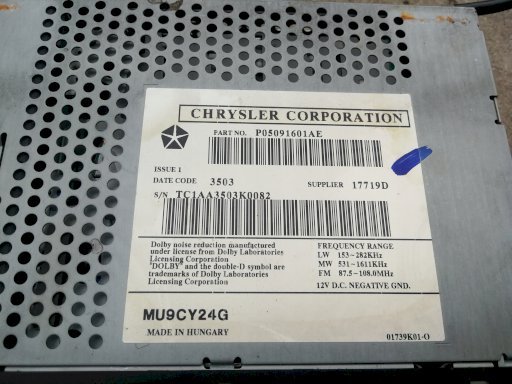 CHRYSLER CORPORATION
PART NO. P05091601AE
ISSUE 1
DATE CODE 3503 SUPPLIER 17719D
S/N TC1AA3503K0082
Dolby noise reduction manufactured
under license from Dolby Laboratories
Licensing Corporation
"DOLBY" and the double-D symbol are
trademarks of Dolby Laboratories
Licensing Corporation
FREQUENCY RANGE
LW 153~282KHz
MW 531~1611KHz
FM 87.5~108.0MHz
12V D.C. NEGATIVE GND.
MU9CY24G
MADE IN HUNGARY 01739K01-O